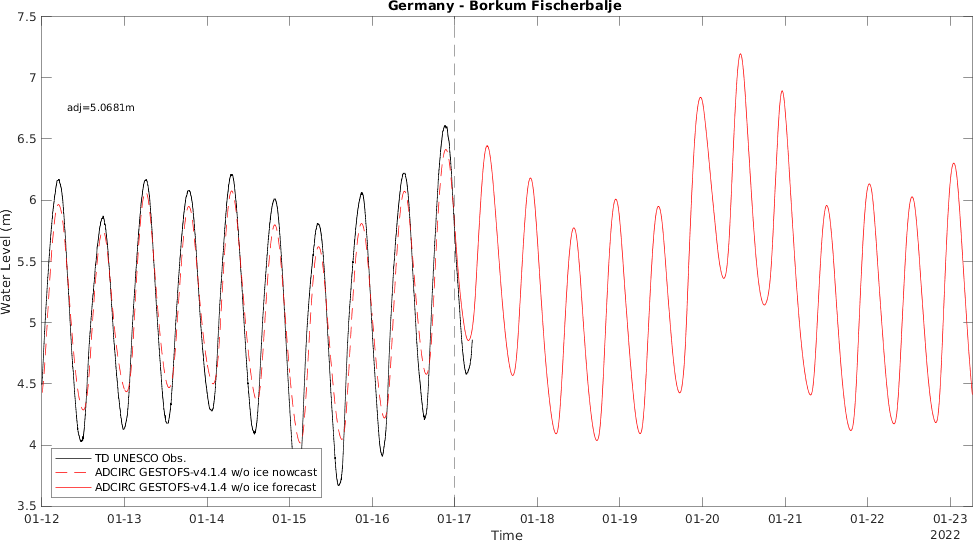 Germany - Borkum Fischerbalje
7.5
7
6.5
6
5.5
5
4.5
4
3.5
Water Level (m)
adj=5.0681m
TD UNESCO Obs.
ADCIRC GESTOFS-v4.1.4 w/o ice nowcast
ADCIRC GESTOFS-v4.1.4 w/o ice forecast
01-12 01-13 01-14 01-15 01-16 01-17 01-18 01-19 01-20 01-21 01-22 01-23
2022
Time